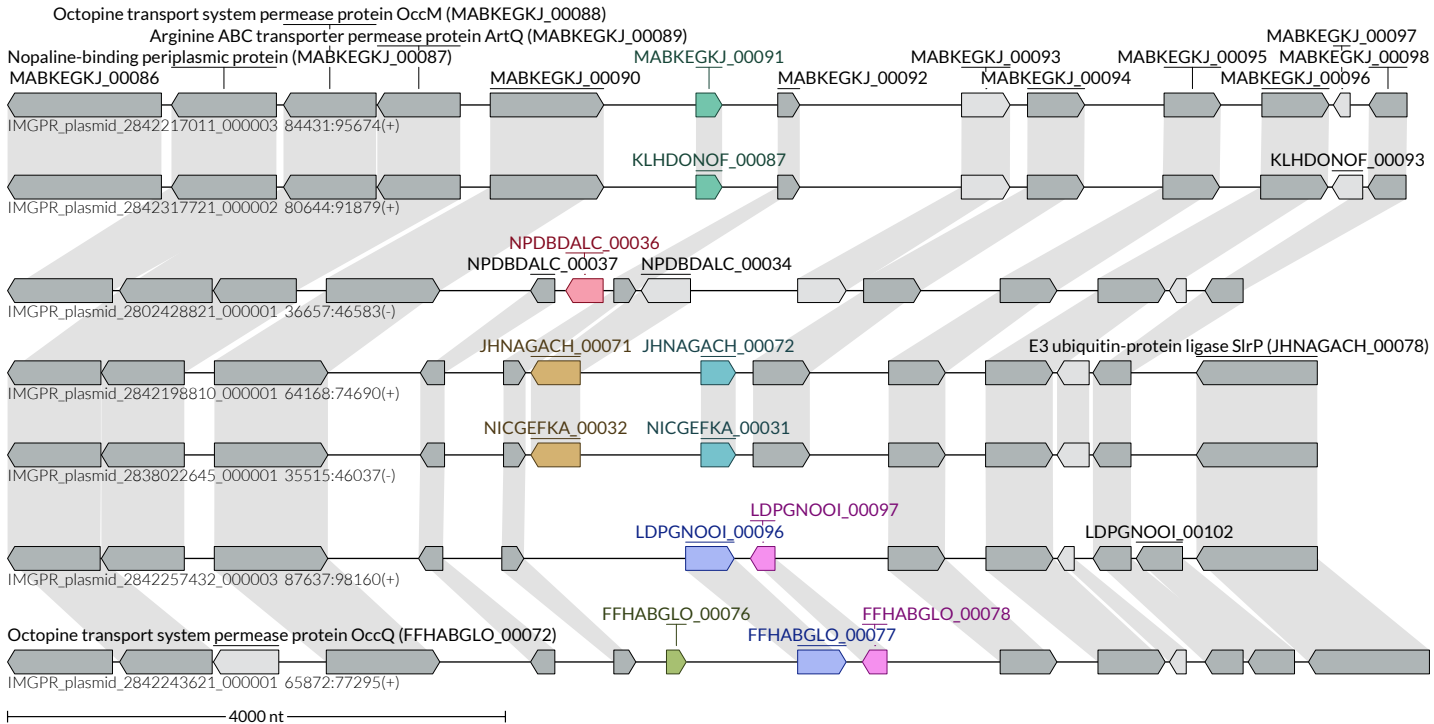 Octopine transport system permease protein OccM (MABKEGKJ_00088)
Arginine ABC transporter permease protein ArtQ (MABKEGKJ_00089)
MABKEGKJ_00097
Nopaline-binding periplasmic protein (MABKEGKJ_00087)
MABKEGKJ_00091
MABKEGKJ_00093
MABKEGKJ_00095
MABKEGKJ_00098
MABKEGKJ_00086
MABKEGKJ_00090
MABKEGKJ_00092
MABKEGKJ_00094
MABKEGKJ_00096
IMGPR_plasmid_2842217011_000003 84431:95674(+)
KLHDONOF_00087
KLHDONOF_00093
IMGPR_plasmid_2842317721_000002 80644:91879(+)
NPDBDALC_00036
NPDBDALC_00037
NPDBDALC_00034
IMGPR_plasmid_2802428821_000001 36657:46583(-)
JHNAGACH_00071
JHNAGACH_00072
E3 ubiquitin-protein ligase SlrP (JHNAGACH_00078)
IMGPR_plasmid_2842198810_000001 64168:74690(+)
NICGEFKA_00032
NICGEFKA_00031
IMGPR_plasmid_2838022645_000001 35515:46037(-)
LDPGNOOI_00097
LDPGNOOI_00096
LDPGNOOI_00102
IMGPR_plasmid_2842257432_000003 87637:98160(+)
FFHABGLO_00076
FFHABGLO_00078
Octopine transport system permease protein OccQ (FFHABGLO_00072)
FFHABGLO_00077
IMGPR_plasmid_2842243621_000001 65872:77295(+)
4000 nt